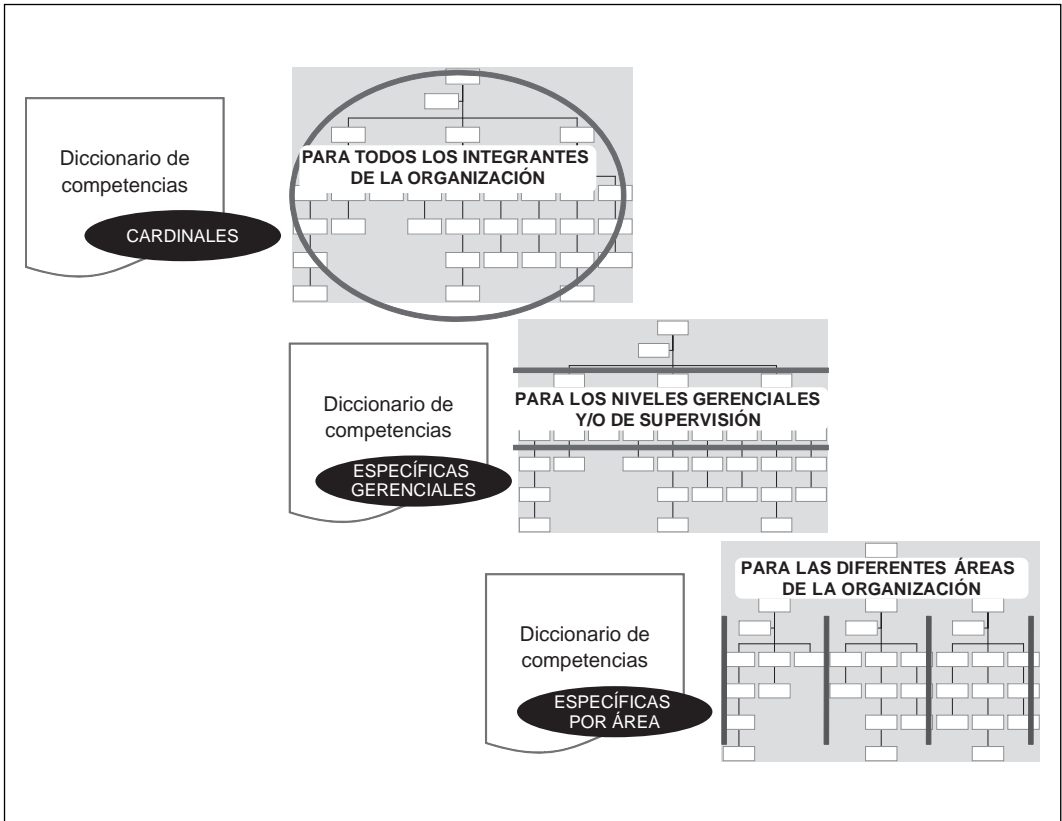 Diccionario de
competencias
CARDINALES
PARA TODOS LOS INTEGRANTES
DE LA ORGANIZACIÓN
Diccionario de
competencias
ESPECÍFICAS
GERENCIALES
PARA LOS NIVELES GERENCIALES
Y/O DE SUPERVISIÓN
Diccionario de
competencias
ESPECÍFICAS
POR ÁREA
PARA LAS DIFERENTES ÁREAS
DE LA ORGANIZACIÓN